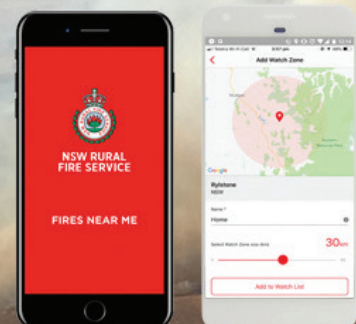 NSW RURAL
FIRE SERVICE
FIRES NEAR ME
Add Watch Zone
Google
Rylstone
NSW
Name *
Home
Select Watch Zone size (km)
30km
Add to Watch List